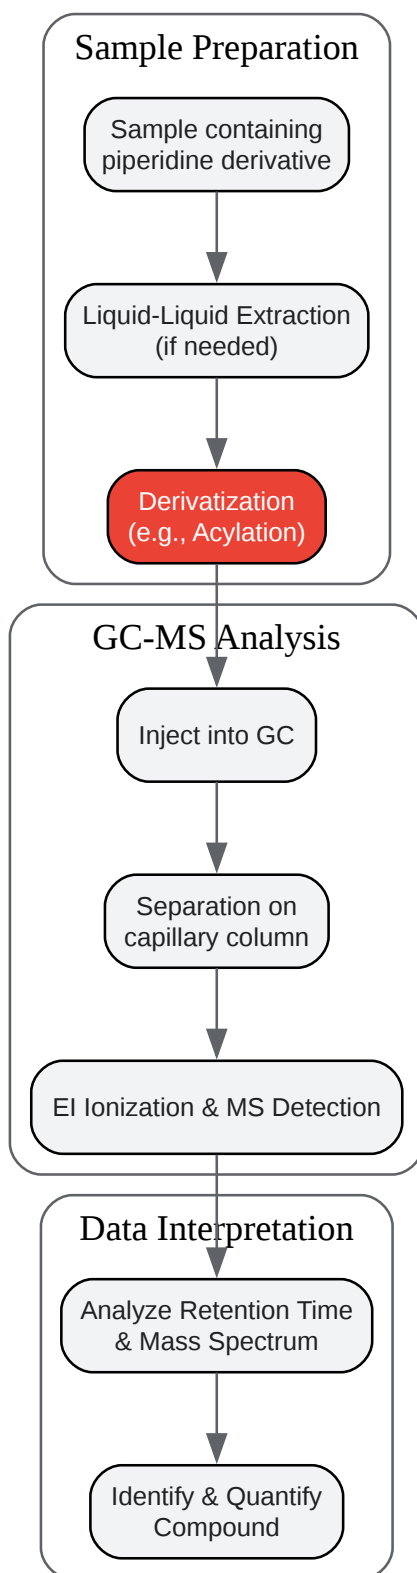 Sample Preparation
Sample containing
piperidine derivative
Liquid-Liquid Extraction
(if needed)
Derivatization
(e.g., Acylation)
GC-MS Analysis
Inject into GC
Separation on
capillary column
EI Ionization & MS Detection
Data Interpretation
Analyze Retention Time
& Mass Spectrum
Identify & Quantify
Compound